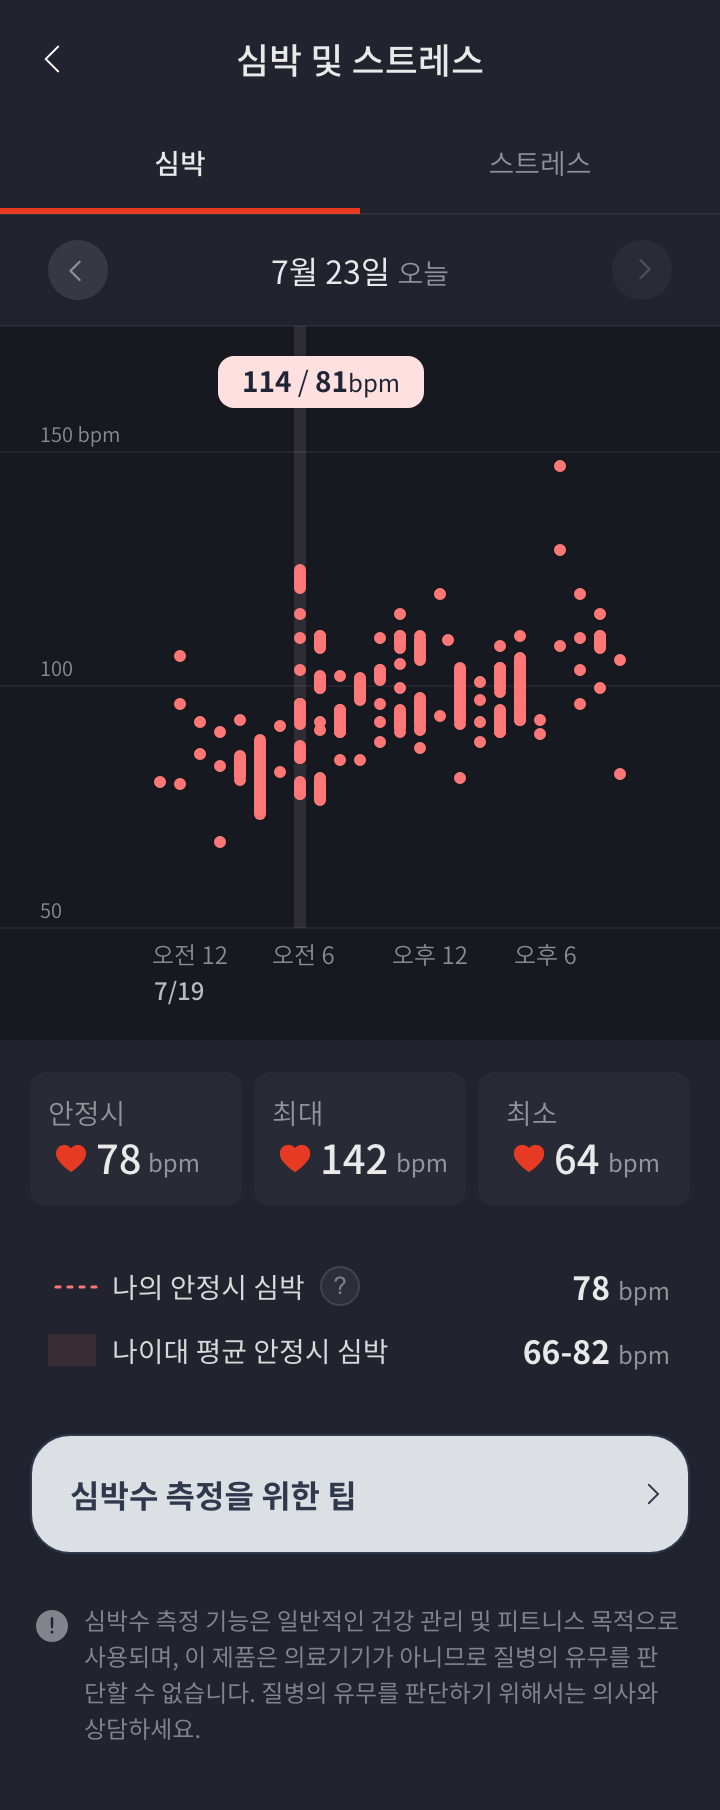 심박 및 스트레스
심박
스트레스
7월 23일 오늘
114 / 81bpm
150 bpm
100
50
오전 12 오전 6 오후 12 오후 6
7/19
안정시 최대 최소
78 bpm 142 bpm 64 bpm
나의 안정시 심박 ? 78 bpm
나이대 평균 안정시 심박 66-82 bpm
심박수 측정을 위한 팁
심박수 측정 기능은 일반적인 건강 관리 및 피트니스 목적으로
사용되며, 이 제품은 의료기기가 아니므로 질병의 유무를 판
단할 수 없습니다. 질병의 유무를 판단하기 위해서는 의사와
상담하세요.